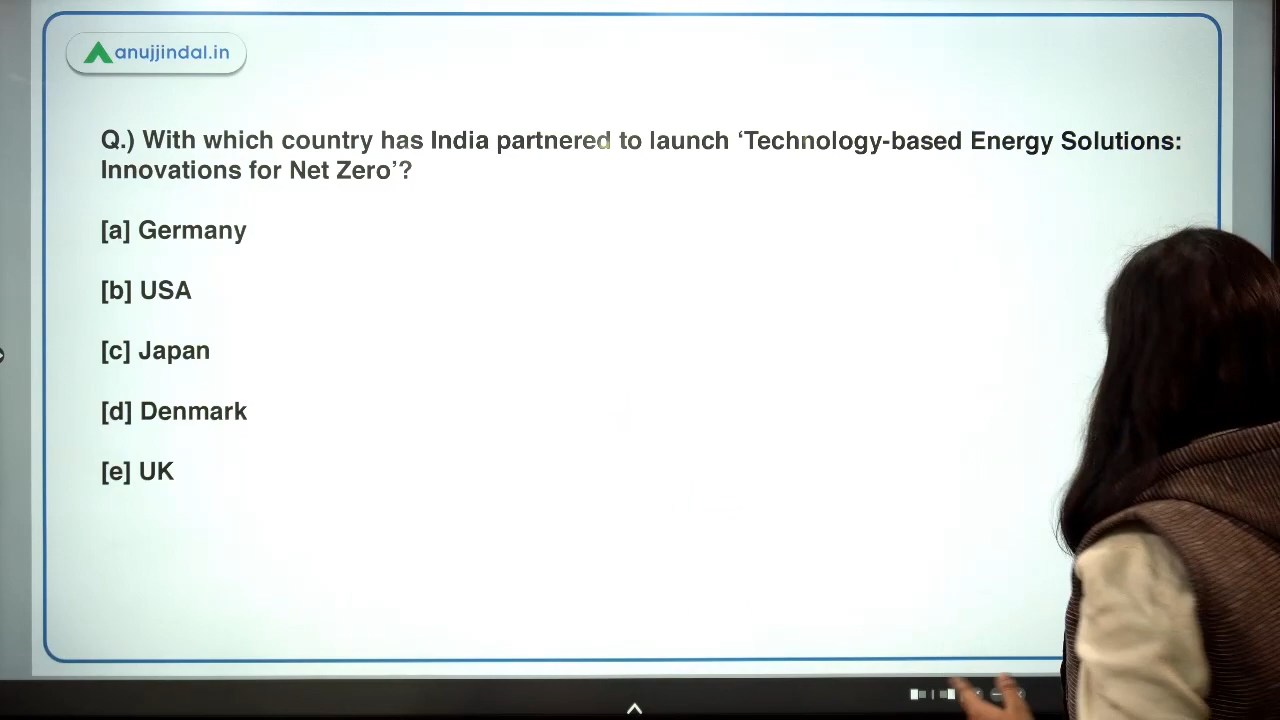 anujjindal.in
Q.) With which country has India partnered to launch ‘Technology-based Energy Solutions:
Innovations for Net Zero’?
[a] Germany
[b] USA
[c] Japan
[d] Denmark
[e] UK